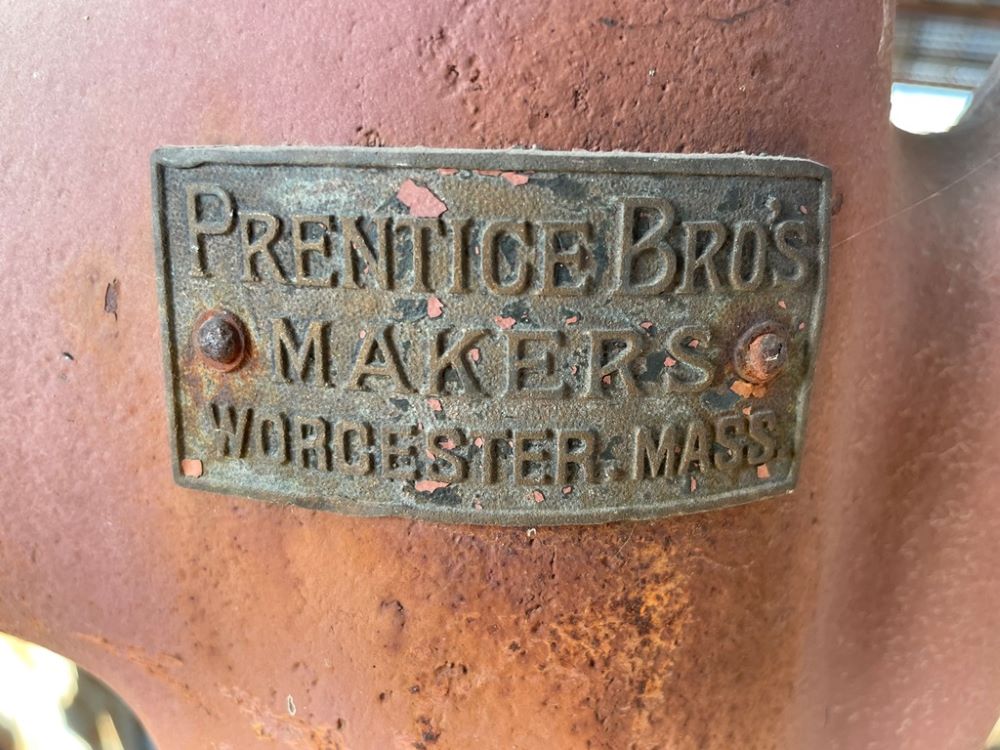 PRENTICE BRO'S
MAKERS
WORCESTER. MASS.